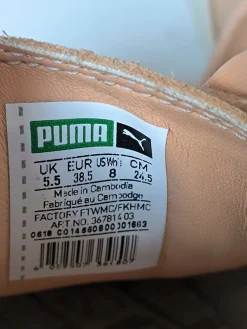 PUMA
UK EUR US Wn's CM
5.5 38.5 8 24.5
Made in Cambodia
Fabriqué au Cambodge
FACTORY FTWMC/FKHMC
ART NO. 367814 03